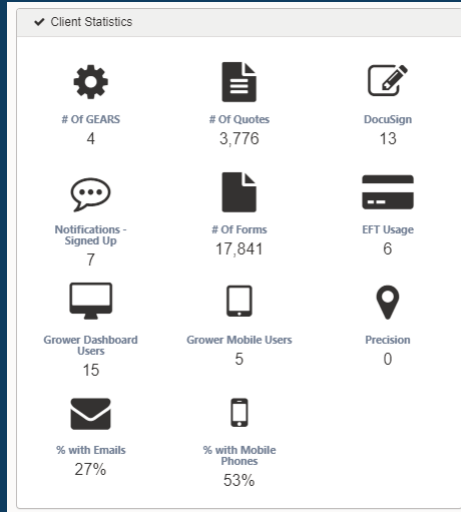 Client Statistics
# Of GEARS
4
# Of Quotes
3,776
DocuSign
13
Notifications -
Signed Up
7
# Of Forms
17,841
EFT Usage
6
Grower Dashboard
Users
15
Grower Mobile Users
5
Precision
0
% with Emails
27%
% with Mobile
Phones
53%